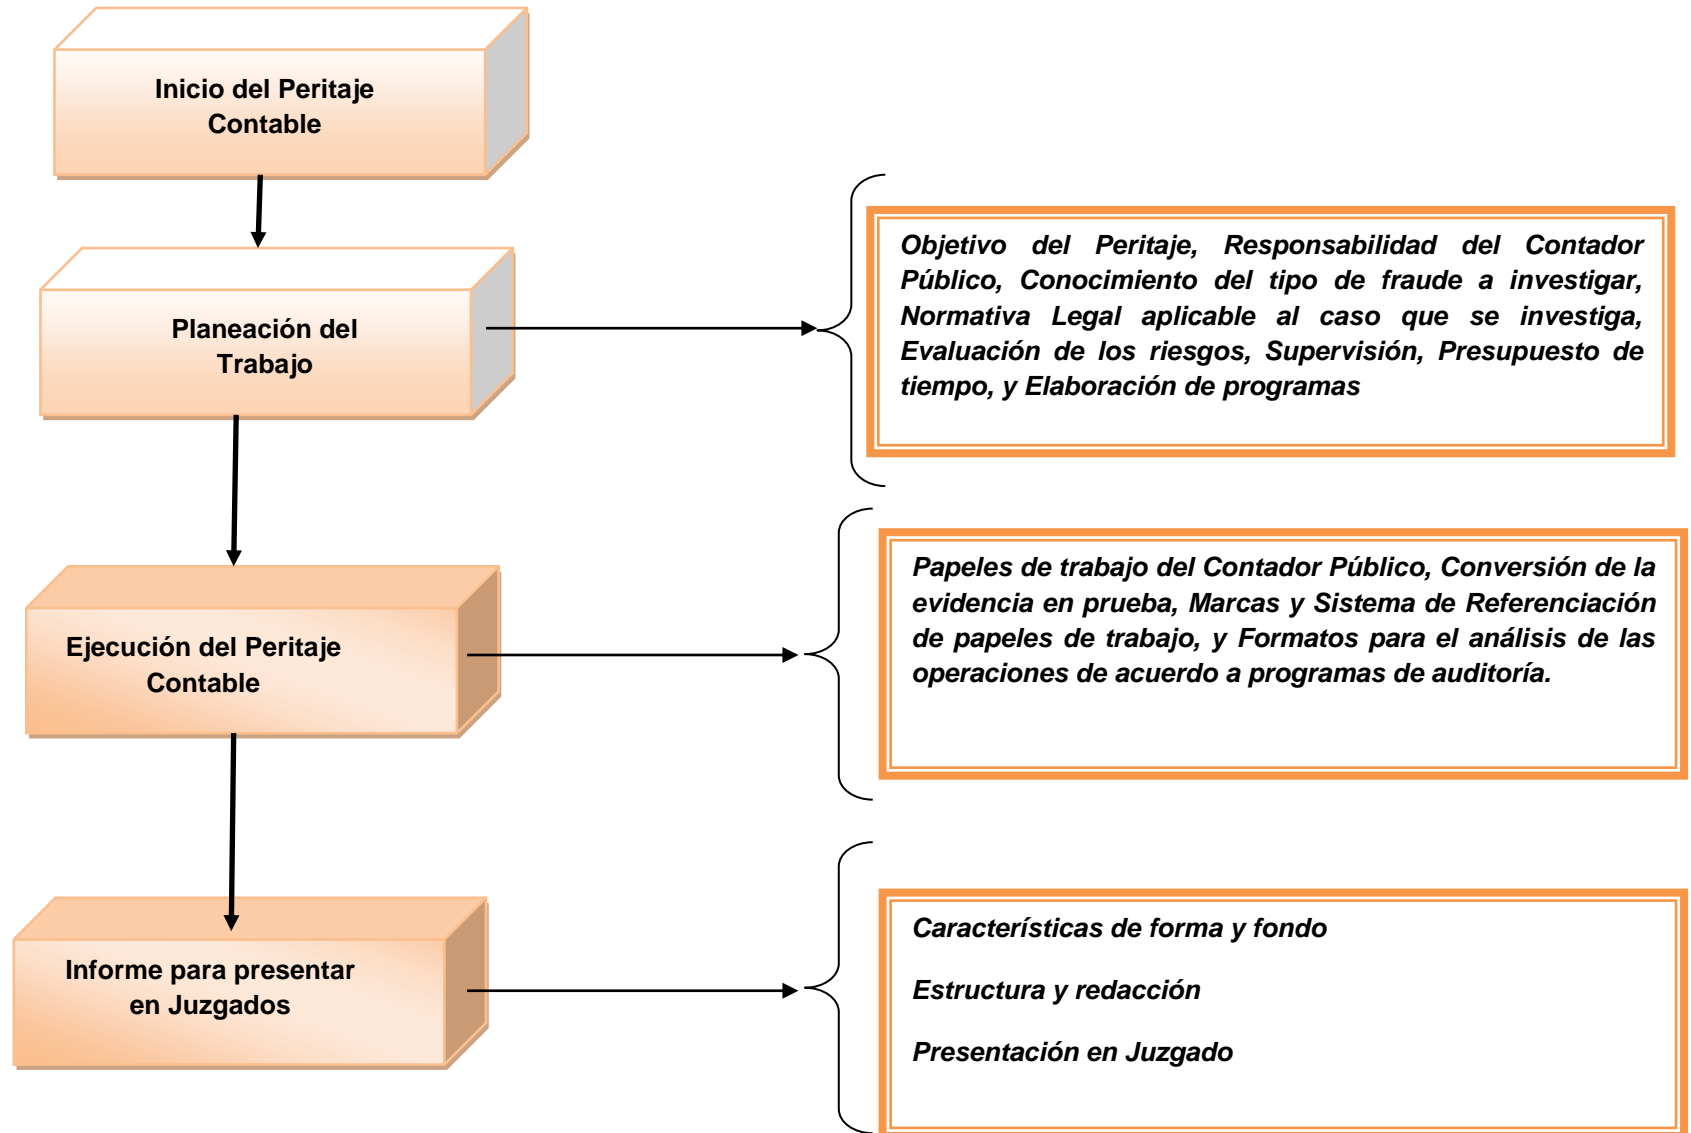 Inicio del Peritaje
Contable
Planeación del
Trabajo
Objetivo del Peritaje, Responsabilidad del Contador
Público, Conocimiento del tipo de fraude a investigar,
Normativa Legal aplicable al caso que se investiga,
Evaluación de los riesgos, Supervisión, Presupuesto de
tiempo, y Elaboración de programas
Ejecución del Peritaje
Contable
Papeles de trabajo del Contador Público, Conversión de la
evidencia en prueba, Marcas y Sistema de Referenciación
de papeles de trabajo, y Formatos para el análisis de las
operaciones de acuerdo a programas de auditoría.
Informe para presentar
en Juzgados
Características de forma y fondo
Estructura y redacción
Presentación en Juzgado